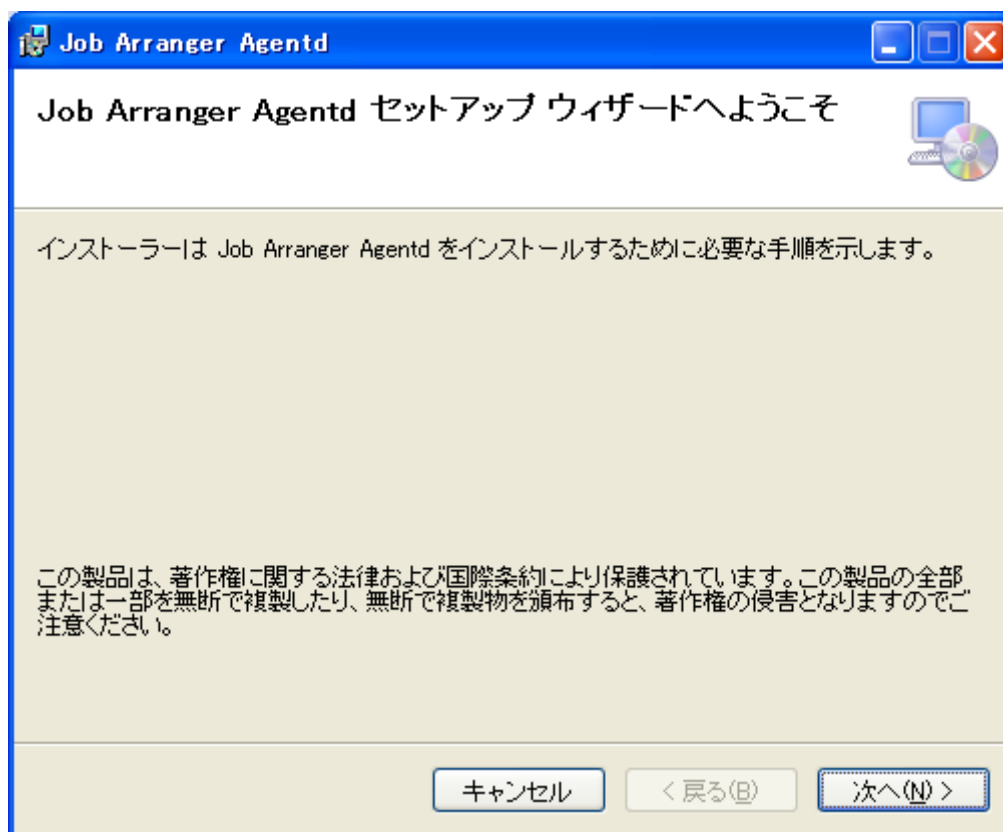 Job Arranger Agentd
Job Arranger Agentd セットアップ ウィザードへようこそ
インストーラーは Job Arranger Agentd をインストールするために必要な手順を示します。
この製品は、著作権に関する法律および国際条約により保護されています。この製品の全部
または一部を無断で複製したり、無断で複製物を頒布すると、著作権の侵害となりますのでご
注意ください。
キャンセル
< 戻る(B)
次へ(N) >